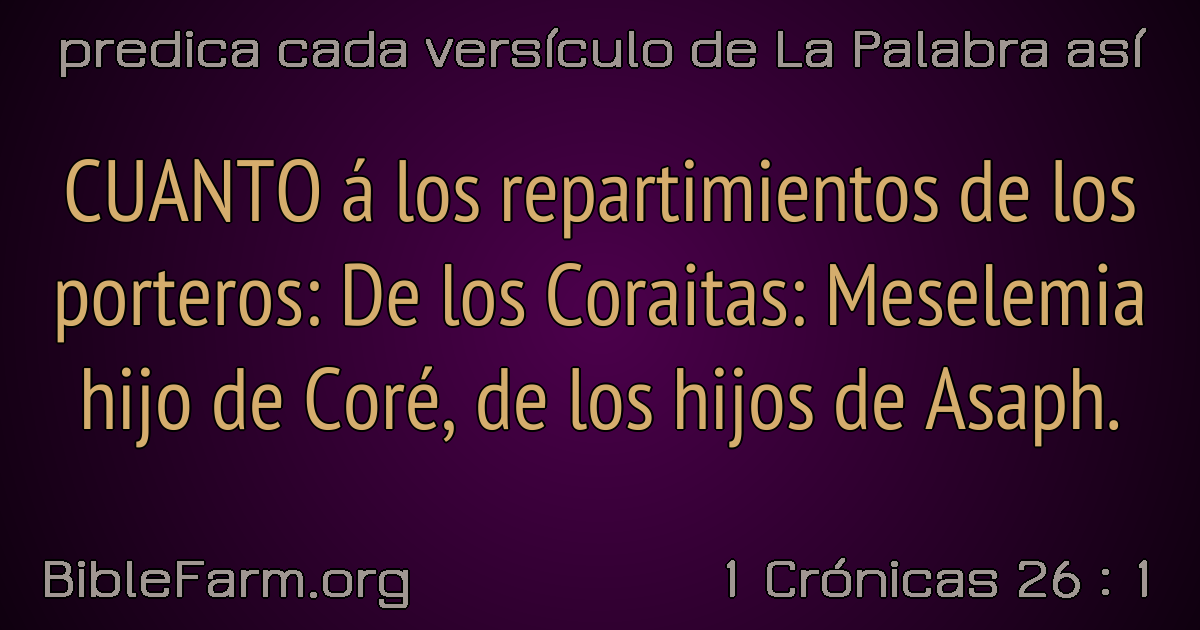 predica cada versículo de La Palabra así
CUANTO á los repartimientos de los
porteros: De los Coraitas: Meselemia
hijo de Coré, de los hijos de Asaph.
BibleFarm.org
1 Crónicas 26 : 1